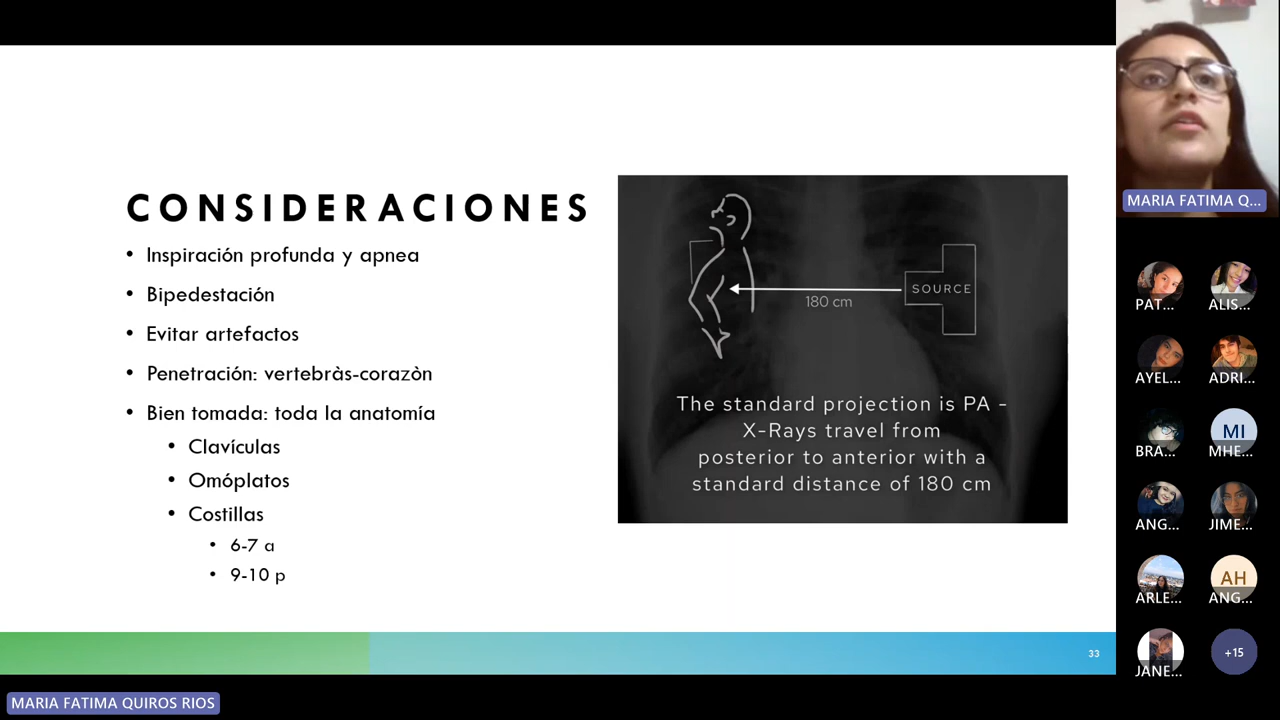 CONSIDERACIONES
• Inspiración profunda y apnea
• Bipedestación
• Evitar artefactos
• Penetración: vertebràs-corazòn
• Bien tomada: toda la anatomía
• Clavículas
• Omóplatos
• Costillas
• 6-7 a
• 9-10 p
SOURCE
180 cm
The standard projection is PA -
X-Rays travel from
posterior to anterior with a
standard distance of 180 cm
33
MARIA FATIMA Q...
PAT... ALIS...
AYEL... ADRI...
MI
BRA... MHE...
ANG... JIME...
AH
ARLE... ANG...
+15
JANE...
MARIA FATIMA QUIROS RIOS